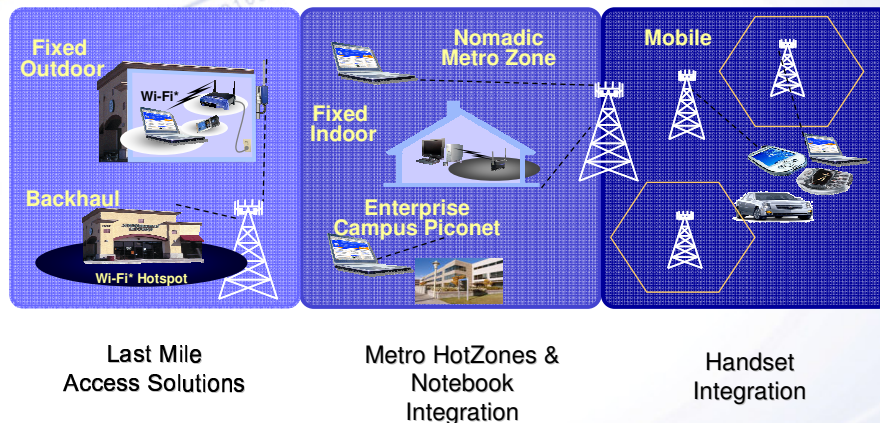 Fixed
Outdoor
Wi-Fi*
Backhaul
Wi-Fi* Hotspot
Nomadic
Metro Zone
Fixed
Indoor
Enterprise
Campus Piconet
Mobile
Last Mile
Access Solutions
Metro HotZones &
Notebook
Integration
Handset
Integration